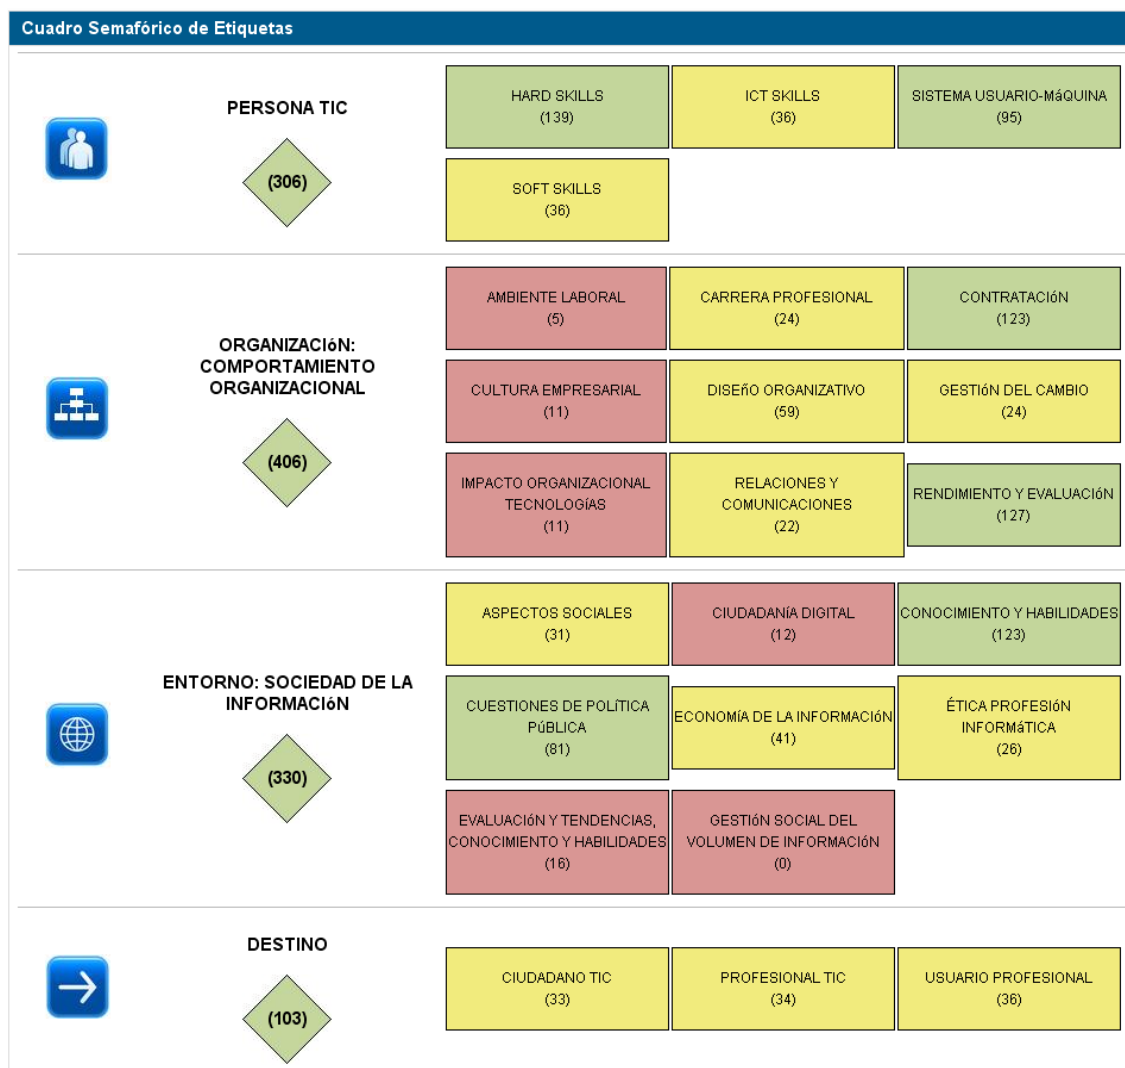 Cuadro Semafórico de Etiquetas
PERSONA TIC
(306)
HARD SKILLS
(139)
ICT SKILLS
(36)
SISTEMA USUARIO-MáQUINA
(95)
SOFT SKILLS
(36)
ORGANIZACIóN:
COMPORTAMIENTO
ORGANIZACIONAL
(406)
AMBIENTE LABORAL
(5)
CARRERA PROFESIONAL
(24)
CONTRATACIóN
(123)
CULTURA EMPRESARIAL
(11)
DISEñO ORGANIZATIVO
(59)
GESTIóN DEL CAMBIO
(24)
IMPACTO ORGANIZACIONAL
TECNOLOGíAS
(11)
RELACIONES Y
COMUNICACIONES
(22)
RENDIMIENTO Y EVALUACIóN
(127)
ENTORNO: SOCIEDAD DE LA
INFORMACIóN
(330)
ASPECTOS SOCIALES
(31)
CIUDADANíA DIGITAL
(12)
CONOCIMIENTO Y HABILIDADES
(123)
CUESTIONES DE POLíTICA
PúBLICA
(81)
ECONOMíA DE LA INFORMACIóN
(41)
ÉTICA PROFESIóN
INFORMáTICA
(26)
EVALUACIóN Y TENDENCIAS,
CONOCIMIENTO Y HABILIDADES
(16)
GESTIóN SOCIAL DEL
VOLUMEN DE INFORMACIóN
(0)
DESTINO
(103)
CIUDADANO TIC
(33)
PROFESIONAL TIC
(34)
USUARIO PROFESIONAL
(36)